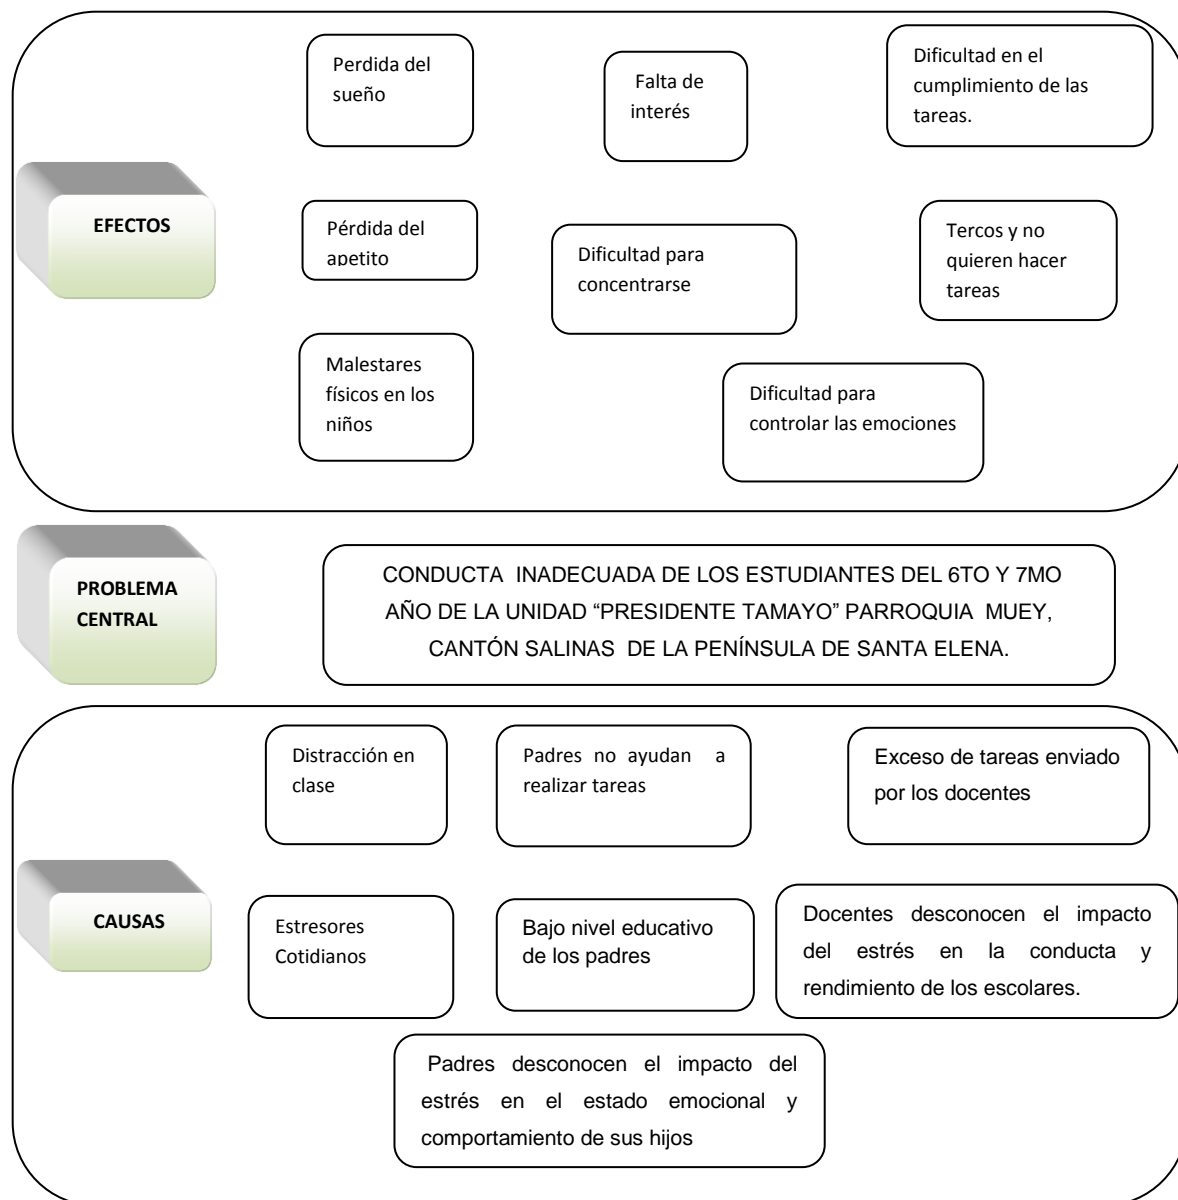 Perdida del
sueño
Falta de
interés
Dificultad en el
cumplimiento de las
tareas.
EFECTOS
Pérdida del
apetito
Dificultad para
concentrarse
Tercos y no
quieren hacer
tareas
Malestares
físicos en los
niños
Dificultad para
controlar las emociones
PROBLEMA
CENTRAL
CONDUCTA INADECUADA DE LOS ESTUDIANTES DEL 6TO Y 7MO
AÑO DE LA UNIDAD “PRESIDENTE TAMAYO” PARROQUIA MUEY,
CANTÓN SALINAS DE LA PENÍNSULA DE SANTA ELENA.
Distracción en
clase
Padres no ayudan a
realizar tareas
Exceso de tareas enviado
por los docentes
CAUSAS
Estresores
Cotidianos
Bajo nivel educativo
de los padres
Docentes desconocen el impacto
del estrés en la conducta y
rendimiento de los escolares.
Padres desconocen el impacto del
estrés en el estado emocional y
comportamiento de sus hijos